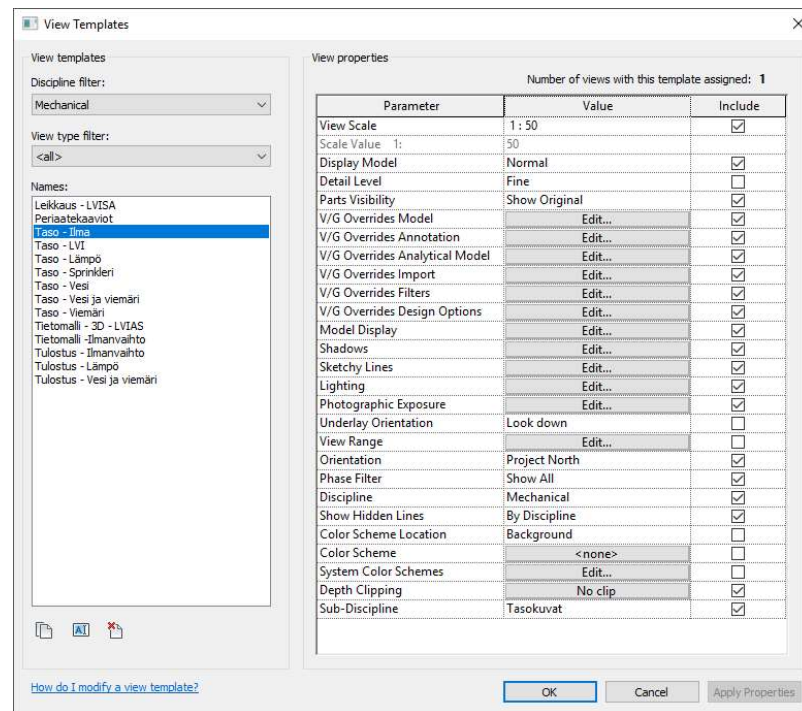 View Templates
View templates
Discipline filter:
Mechanical
View type filter:
<all>
Names:
Leikkaus - LVISA
Periaatekaaviot
Taso - Ilma
Taso - LVI
Taso - Lämpö
Taso - Sprinkleri
Taso - Vesi
Taso - Vesi ja viemäri
Taso - Viemäri
Tietomalli - 3D - LVIAS
Tietomalli -Ilmanvaihto
Tulostus - Ilmanvaihto
Tulostus - Lämpö
Tulostus - Vesi ja viemäri
How do I modify a view template?
View properties
Number of views with this template assigned: 1
Parameter Value Include
View Scale 1 : 50
Scale Value 1: 50
Display Model Normal
Detail Level Fine
Parts Visibility Show Original
V/G Overrides Model Edit...
V/G Overrides Annotation Edit...
V/G Overrides Analytical Model Edit...
V/G Overrides Import Edit...
V/G Overrides Filters Edit...
V/G Overrides Design Options Edit...
Model Display Edit...
Shadows Edit...
Sketchy Lines Edit...
Lighting Edit...
Photographic Exposure Edit...
Underlay Orientation Look down
View Range Edit...
Orientation Project North
Phase Filter Show All
Discipline Mechanical
Show Hidden Lines By Discipline
Color Scheme Location Background
Color Scheme <none>
System Color Schemes Edit...
Depth Clipping No clip
Sub-Discipline Tasokuvat
OK Cancel Apply Properties